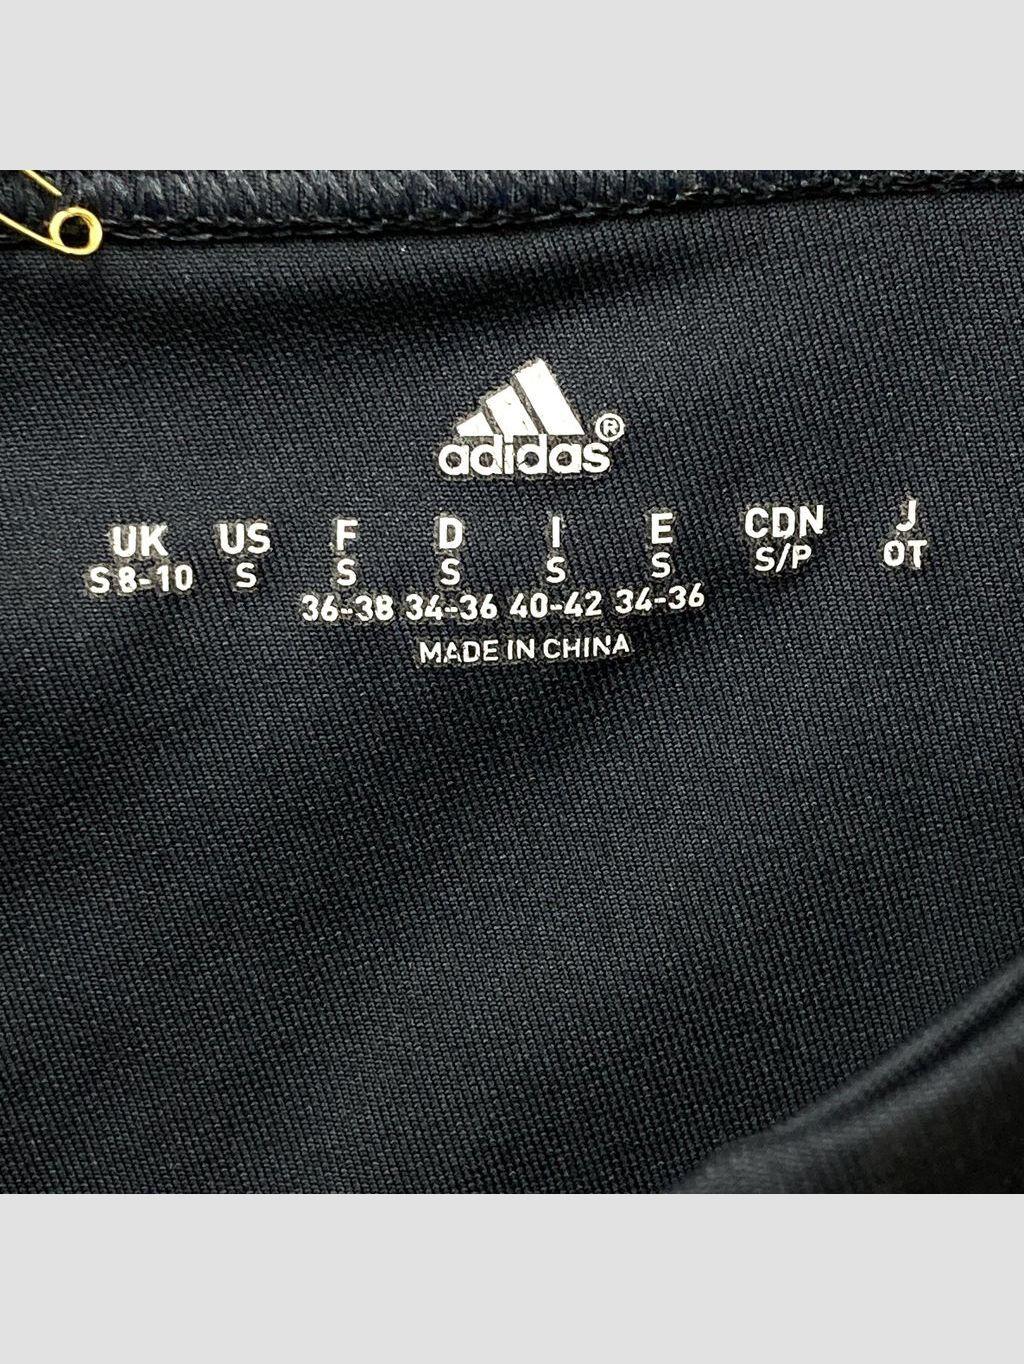 adidas®
UK US F D I E CDN J
S 8-10 S S S S S S/P OT
36-38 34-36 40-42 34-36
MADE IN CHINA